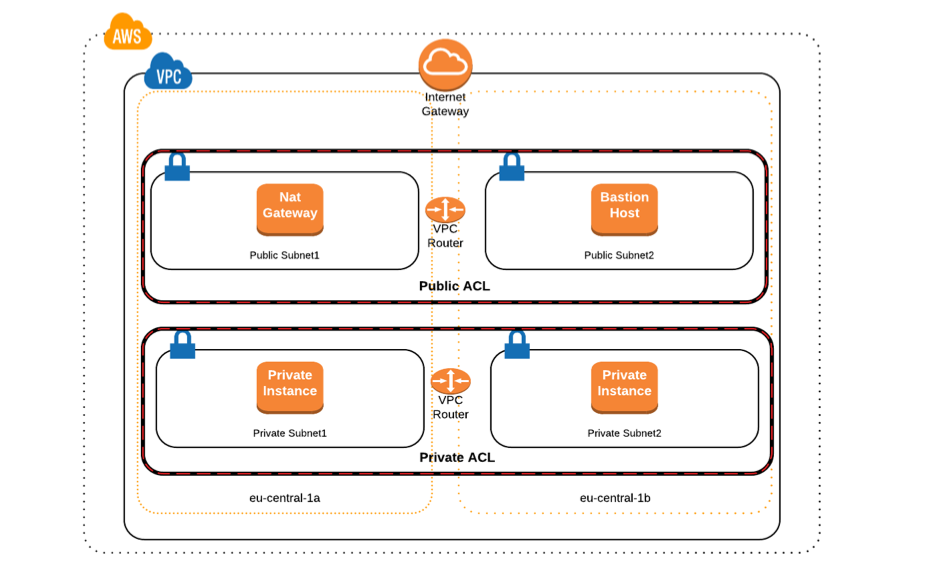 AWS
VPC
Internet
Gateway
Nat
Gateway
Public Subnet1
VPC
Router
Bastion
Host
Public Subnet2
Public ACL
Private
Instance
Private Subnet1
VPC
Router
Private
Instance
Private Subnet2
Private ACL
eu-central-1a
eu-central-1b